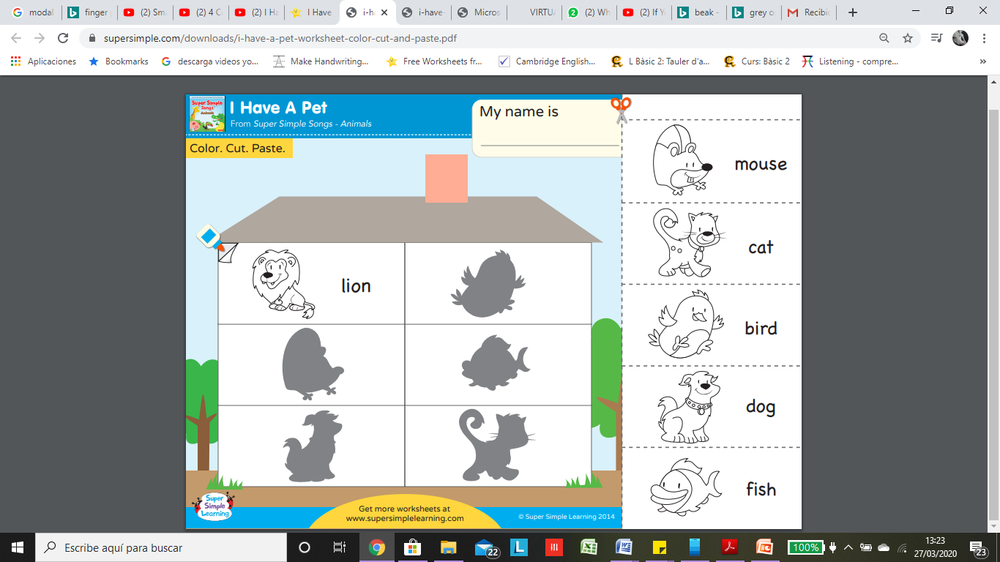 modal
finger
(2) Sma
(2) 4 C
(2) I Ha
I Have
i-ha
i-have-
Micros
VIRTUA
(2) Wh
(2) If Y
beak -
grey o
Recibid
supersimple.com/downloads/i-have-a-pet-worksheet-color-cut-and-paste.pdf
Aplicaciones
Bookmarks
descarga videos yo...
Make Handwriting...
Free Worksheets fr...
Cambridge English...
L Bàsic 2: Tauler d'a...
Curs: Bàsic 2
Listening - compre...
Super Simple
Songs
Animals
I Have A Pet
From Super Simple Songs - Animals
My name is
Color. Cut. Paste.
lion
mouse
cat
bird
dog
fish
Super
Simple
Learning
Get more worksheets at
www.supersimplelearning.com
© Super Simple Learning 2014
Escribe aquí para buscar
22
100%
13:23
27/03/2020
23